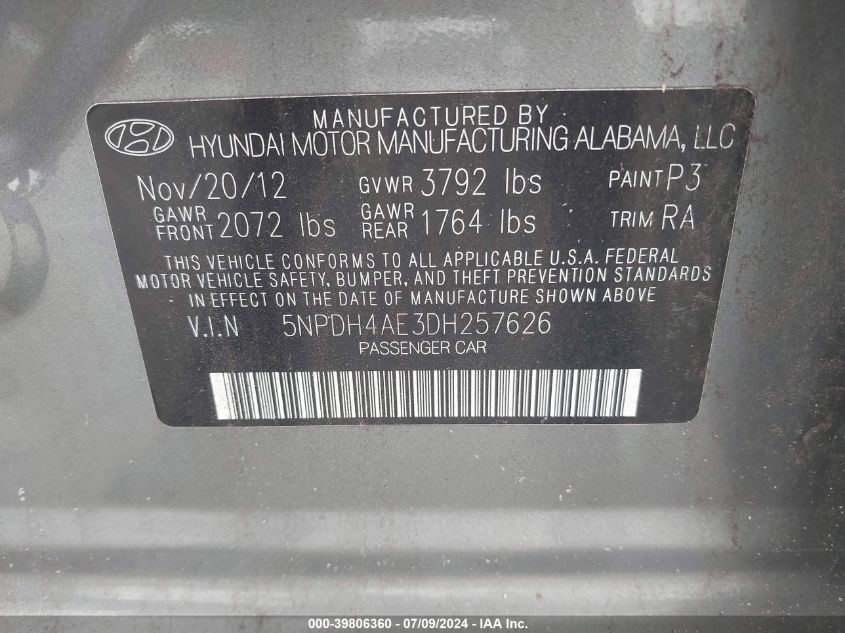 MANUFACTURED BY
HYUNDAI MOTOR MANUFACTURING ALABAMA, LLC
Nov/20/12 GVWR 3792 lbs PAINT P3
GAWR FRONT 2072 lbs GAWR REAR 1764 lbs TRIM RA
THIS VEHICLE CONFORMS TO ALL APPLICABLE U.S.A. FEDERAL
MOTOR VEHICLE SAFETY, BUMPER, AND THEFT PREVENTION STANDARDS
IN EFFECT ON THE DATE OF MANUFACTURE SHOWN ABOVE
V.I.N 5NPDH4AE3DH257626
PASSENGER CAR
000-39806360 - 07/09/2024 - IAA Inc.